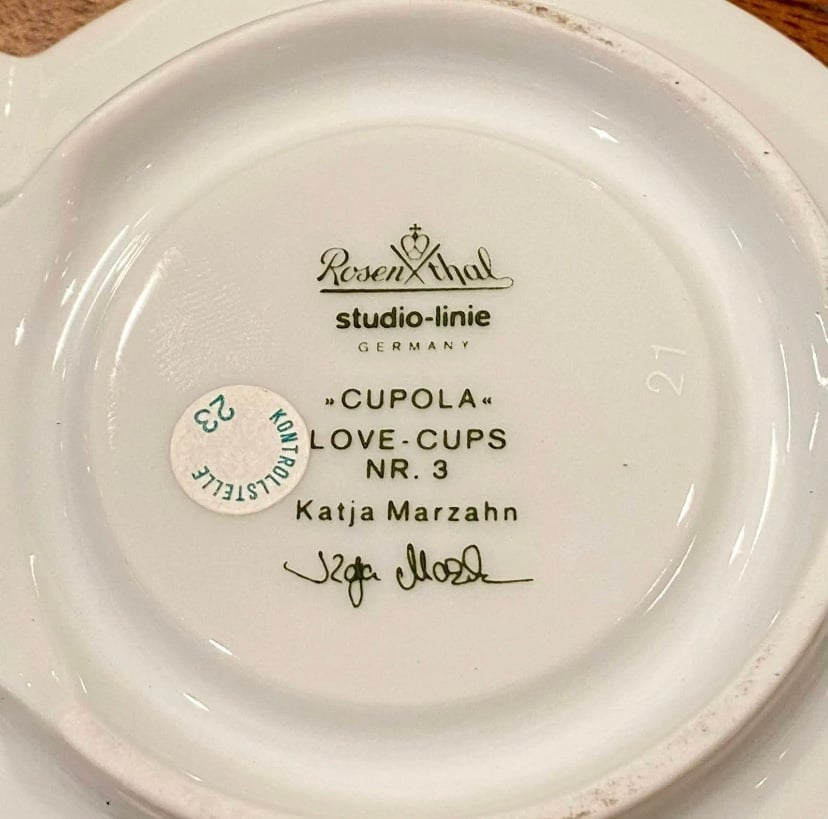 Rosenthal
studio-linie
GERMANY
»CUPOLA«
LOVE-CUPS
NR. 3
Katja Marzahn
KONTROLLSTELLE
23
21